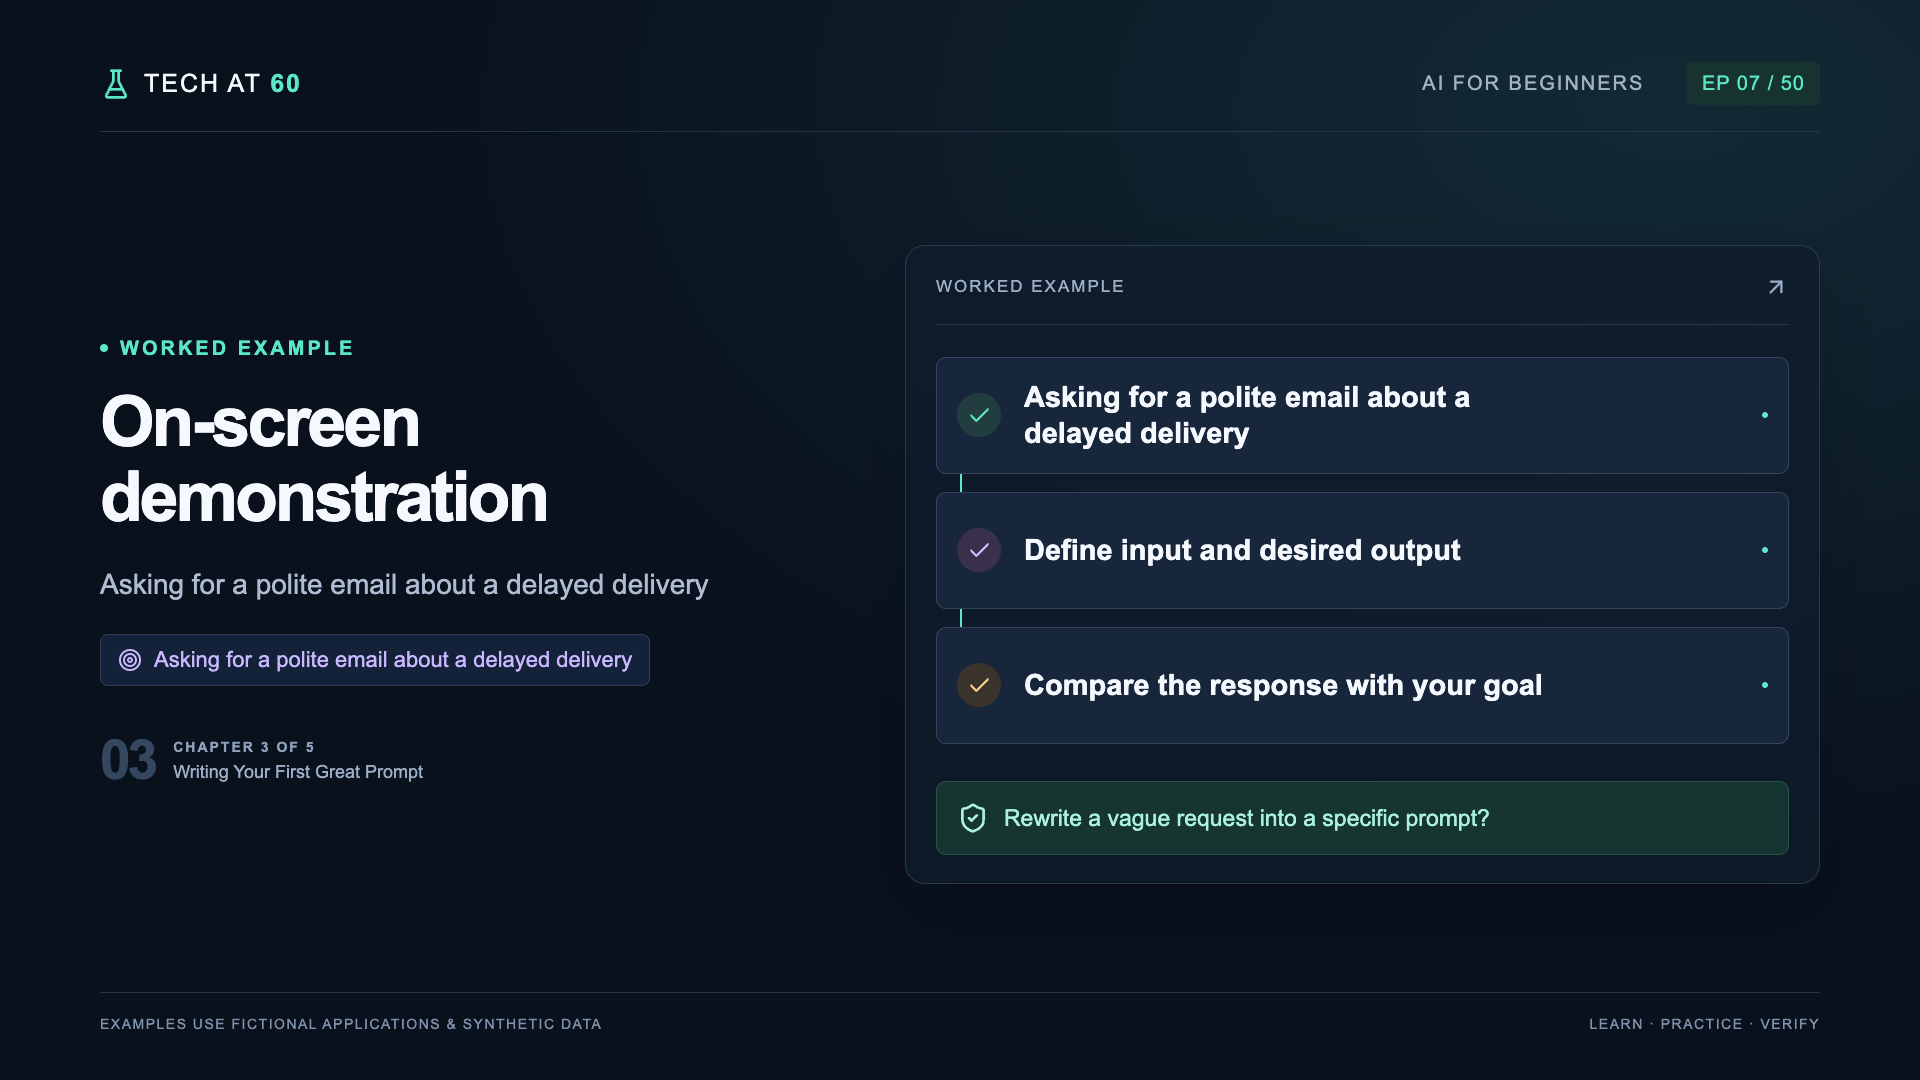 TECH AT 60
AI FOR BEGINNERS
EP 07 / 50
• WORKED EXAMPLE
On-screen
demonstration
Asking for a polite email about a delayed delivery
Asking for a polite email about a delayed delivery
03
CHAPTER 3 OF 5
Writing Your First Great Prompt
WORKED EXAMPLE
Asking for a polite email about a
delayed delivery
Define input and desired output
Compare the response with your goal
Rewrite a vague request into a specific prompt?
EXAMPLES USE FICTIONAL APPLICATIONS & SYNTHETIC DATA
LEARN · PRACTICE · VERIFY